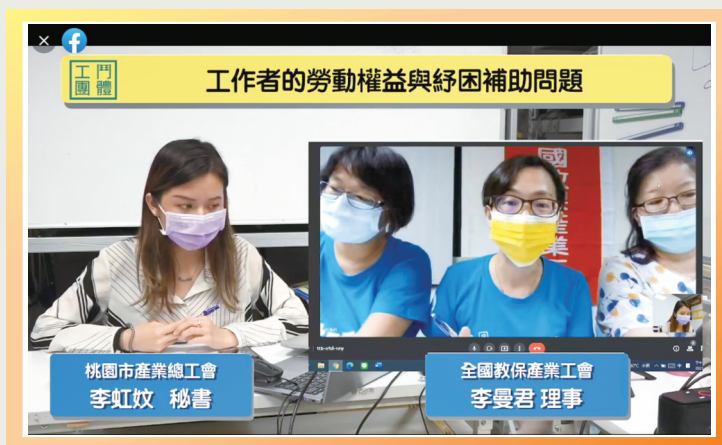 工鬥
團體
工作者的勞動權益與紓困補助問題
桃園市產業總工會
李虹妏 秘書
全國教保產業工會
李曼君 理事